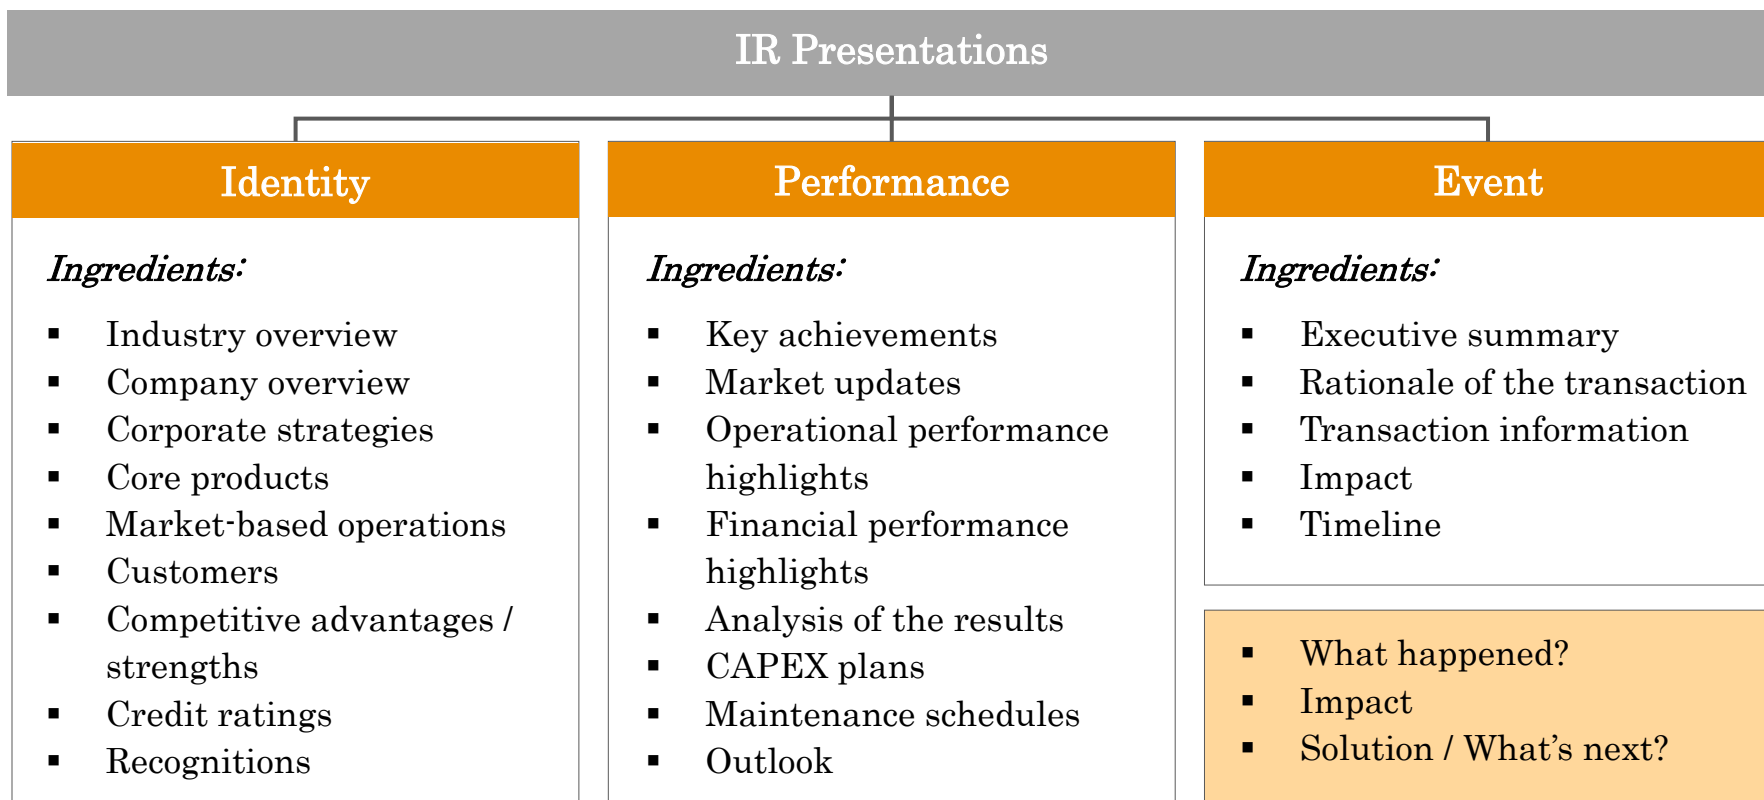 IR Presentations
Identity
Ingredients:
▪ Industry overview
▪ Company overview
▪ Corporate strategies
▪ Core products
▪ Market-based operations
▪ Customers
▪ Competitive advantages /
strengths
▪ Credit ratings
▪ Recognitions
Performance
Ingredients:
▪ Key achievements
▪ Market updates
▪ Operational performance
highlights
▪ Financial performance
highlights
▪ Analysis of the results
▪ CAPEX plans
▪ Maintenance schedules
▪ Outlook
Event
Ingredients:
▪ Executive summary
▪ Rationale of the transaction
▪ Transaction information
▪ Impact
▪ Timeline
▪ What happened?
▪ Impact
▪ Solution / What’s next?